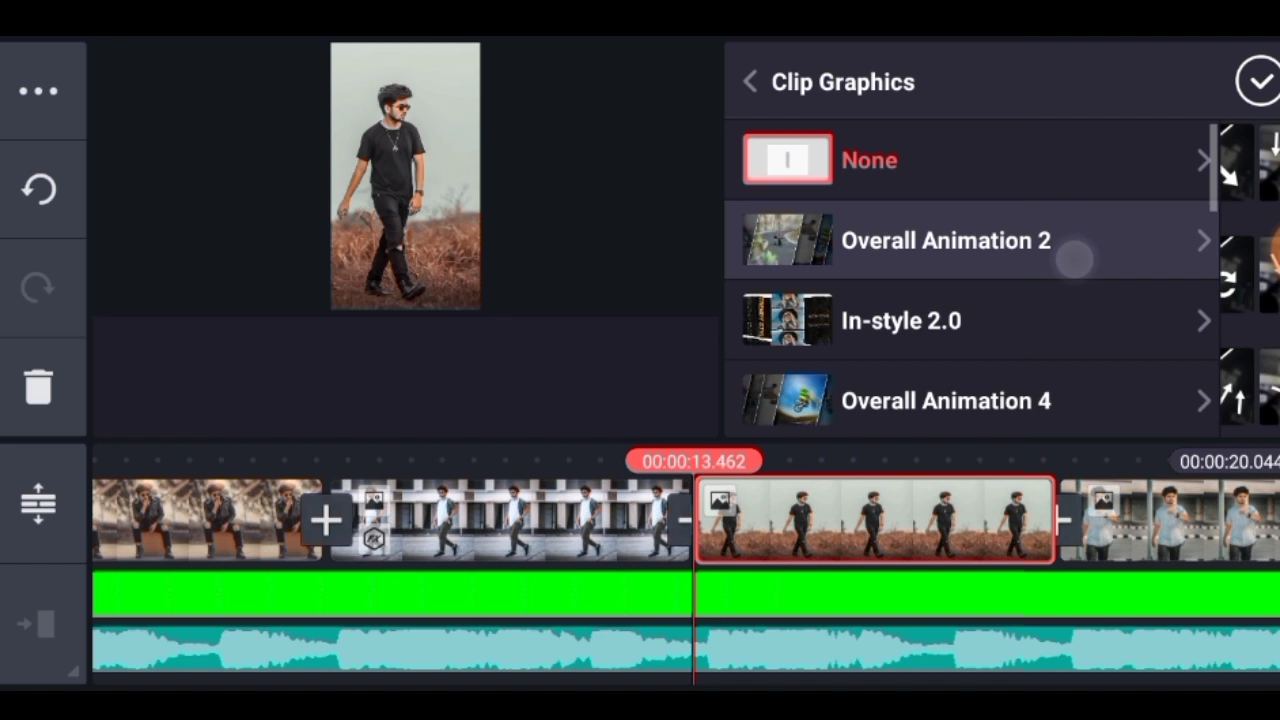 Clip Graphics
None
Overall Animation 2
In-style 2.0
Overall Animation 4
00:00:13.462
00:00:20.044